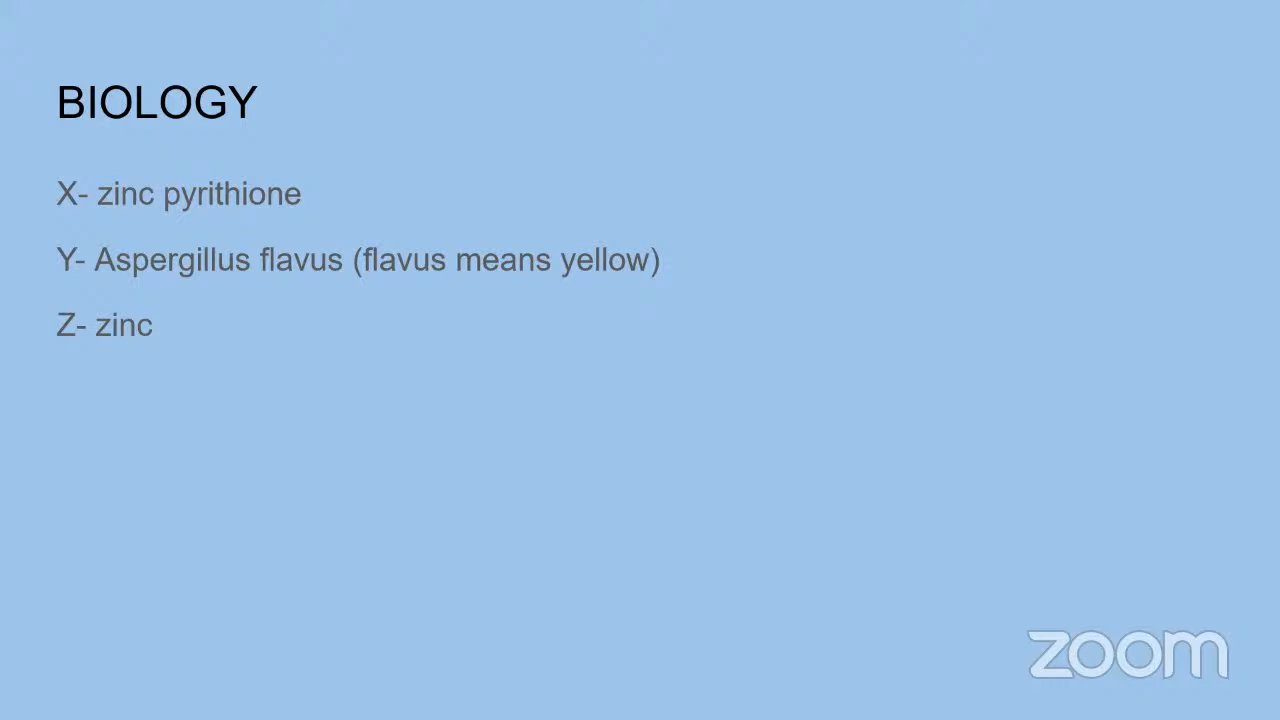 BIOLOGY
X- zinc pyrithione
Y- Aspergillus flavus (flavus means yellow)
Z- zinc
zoom